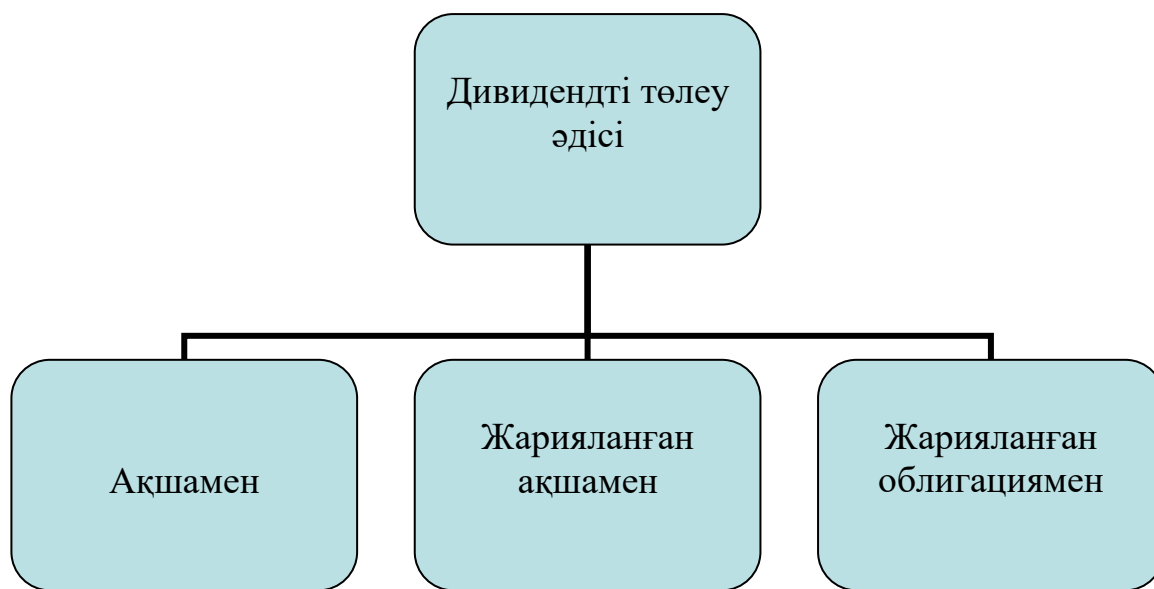 Дивидендті төлеу
әдісі
Ақшамен
Жарияланған
ақшамен
Жарияланған
облигациямен